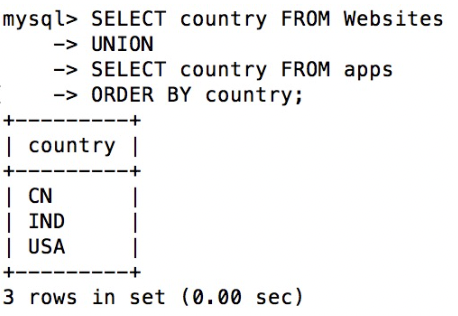 mysql> SELECT country FROM Websites
    -> UNION
    -> SELECT country FROM apps
    -> ORDER BY country;
+---------+
| country |
+---------+
| CN      |
| IND     |
| USA     |
+---------+
3 rows in set (0.00 sec)